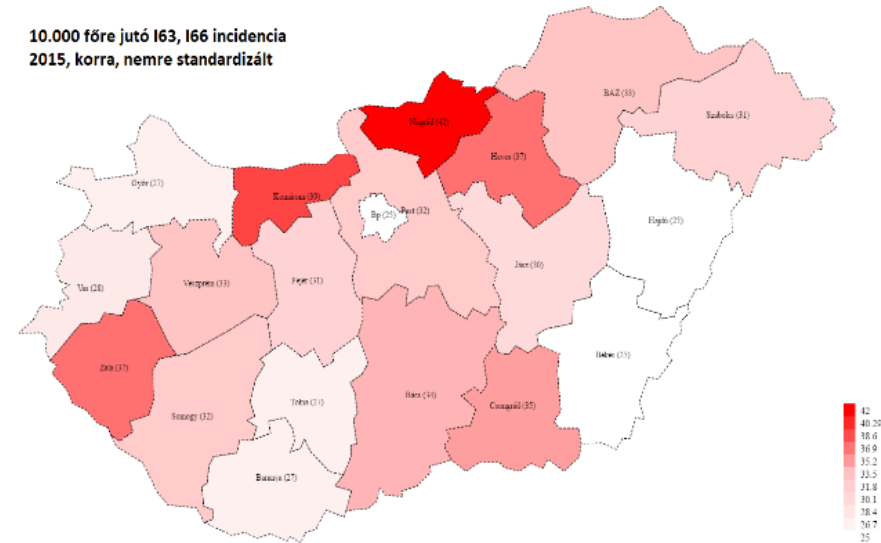 10.000 főre jutó I63, I66 incidencia
2015, korra, nemre standardizált
BAZ (33)
Szabolcs (31)
Nógrád (42)
Heves (37)
Győr (27)
Komárom (39)
Bp (25)
Pest (32)
Hajdú (25)
Vas (28)
Veszprém (33)
Fejér (31)
Jász (30)
Békés (25)
Zala (37)
Somogy (32)
Tolna (27)
Bács (34)
Csongrád (35)
Baranya (27)
42
40.29
38.6
36.9
35.2
33.5
31.8
30.1
28.4
26.7
25